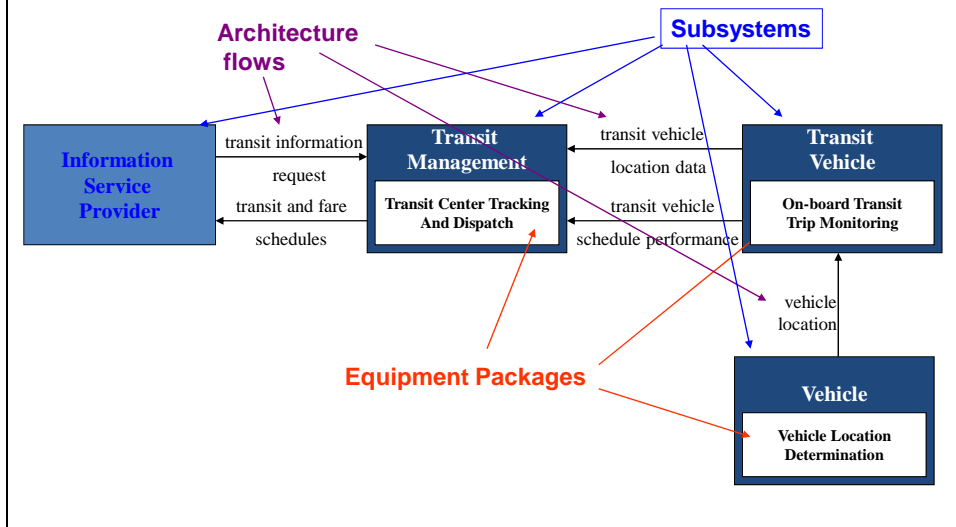 Subsystems
Architecture
flows
transit information
request
transit and fare
schedules
Information
Service
Provider
Transit
Management
Transit Center Tracking
And Dispatch
transit vehicle
location data
transit vehicle
schedule performance
Transit
Vehicle
On-board Transit
Trip Monitoring
vehicle
location
Equipment Packages
Vehicle
Vehicle Location
Determination